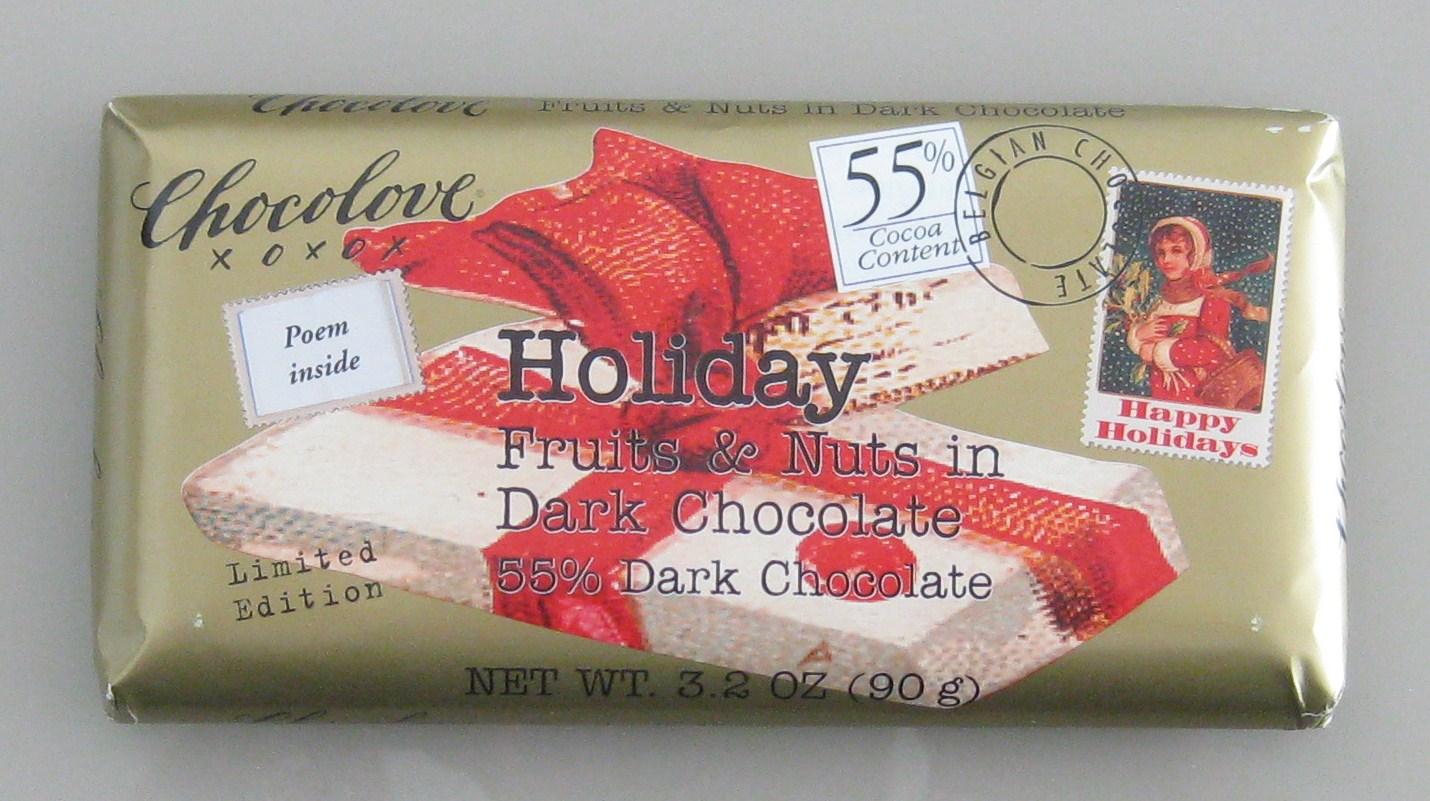 Chocolove Fruits & Nuts in Dark Chocolate
Chocolove
XOXOX
55%
Cocoa
Content
BELGIAN CHOCOLATE
Poem
inside
Happy
Holidays
Holiday
Fruits & Nuts in
Dark Chocolate
55% Dark Chocolate
Limited
Edition
NET WT. 3.2 OZ (90 g)